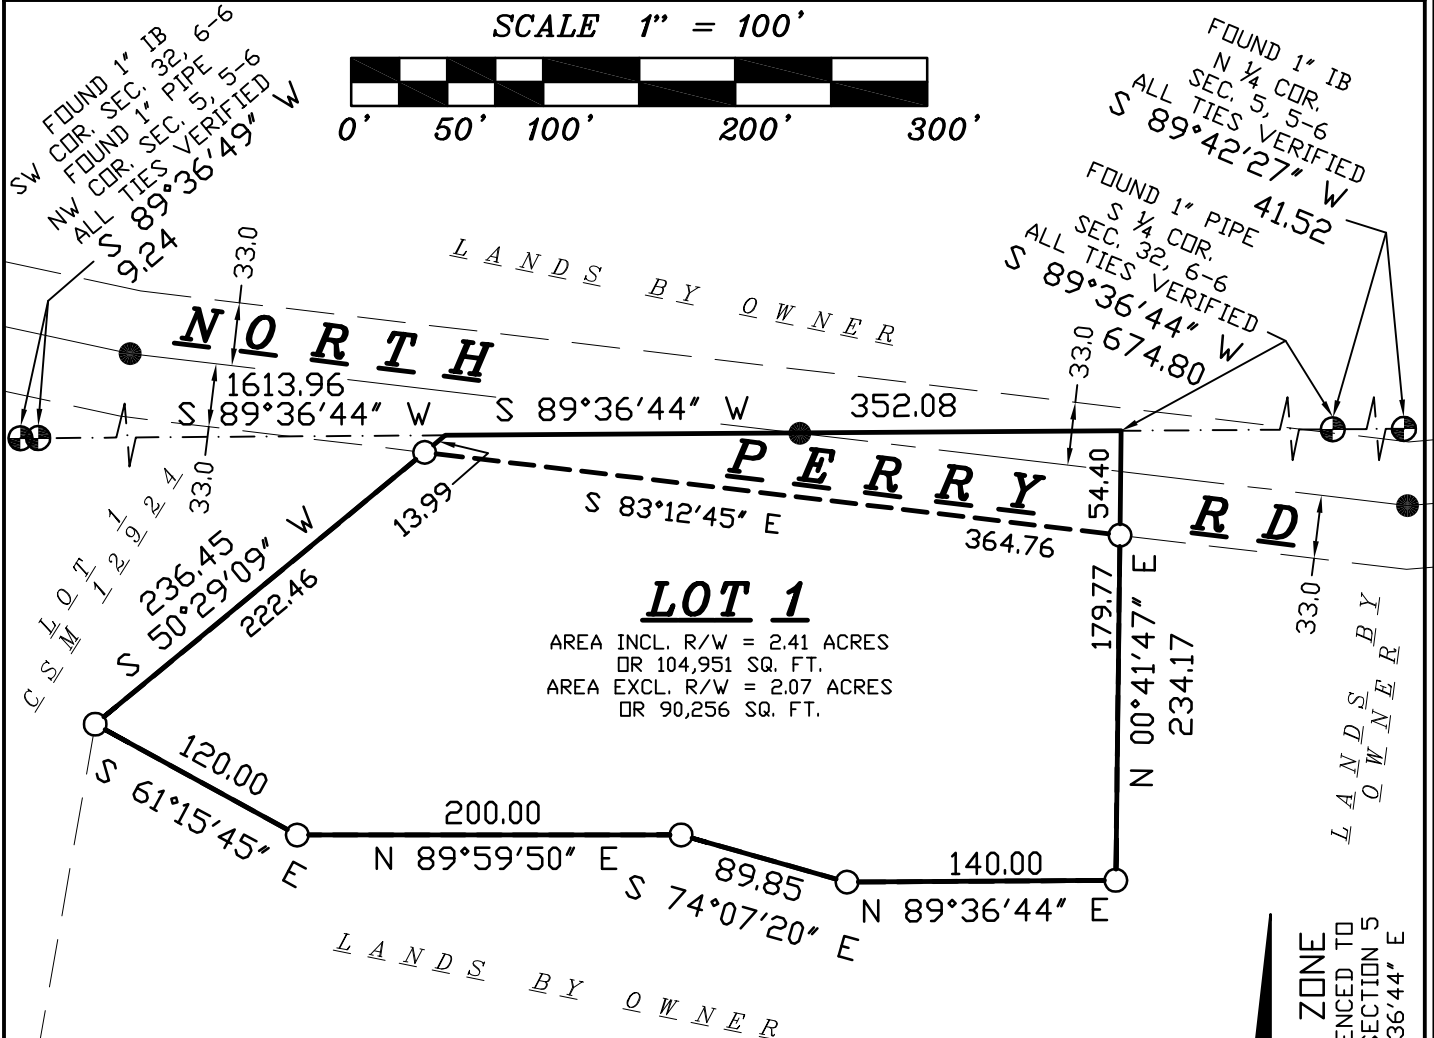 SCALE 1" = 100'
0' 50' 100' 200' 300'
FOUND 1" IB
SW COR. SEC. 32, 6-6
FOUND 1" PIPE
NW COR. SEC. 5, 5-6
ALL TIES VERIFIED
S 89°36'49" W
9.24
FOUND 1" IB
N ¼ COR.
SEC. 5, 5-6
ALL TIES VERIFIED
S 89°42'27" W
41.52
FOUND 1" PIPE
S ¼ COR.
SEC. 32, 6-6
ALL TIES VERIFIED
S 89°36'44" W
674.80
LANDS BY OWNER
33.0
33.0
NORTH
1613.96
S 89°36'44" W
S 89°36'44" W 352.08
33.0
PERRY
RD
54.40
13.99
S 83°12'45" E
364.76
33.0
LOT 1
CSM 12924
236.45
S 50°29'09" W
222.46
LOT 1
AREA INCL. R/W = 2.41 ACRES
OR 104,951 SQ. FT.
AREA EXCL. R/W = 2.07 ACRES
OR 90,256 SQ. FT.
179.77
N 00°41'47" E
234.17
LANDS BY
OWNER
120.00
S 61°15'45" E
200.00
N 89°59'50" E
89.85
S 74°07'20" E
140.00
N 89°36'44" E
LANDS BY OWNER
ZONE
ENCED TO
SECTION 5
36'44" E